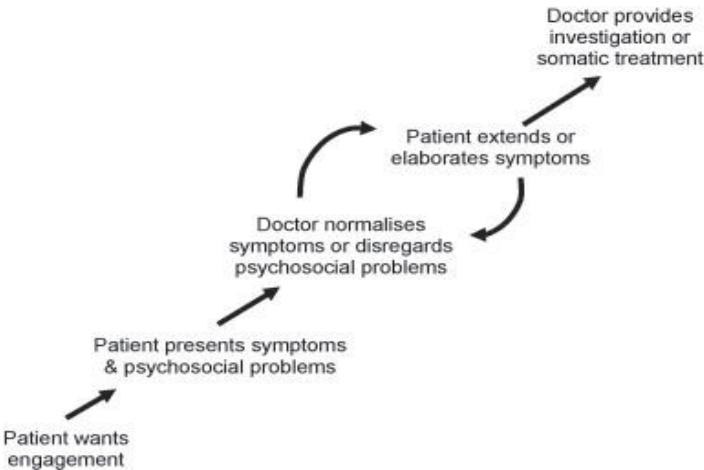 Doctor provides
investigation or
somatic treatment
Patient extends or
elaborates symptoms
Doctor normalises
symptoms or disregards
psychosocial problems
Patient presents symptoms
& psychosocial problems
Patient wants
engagement